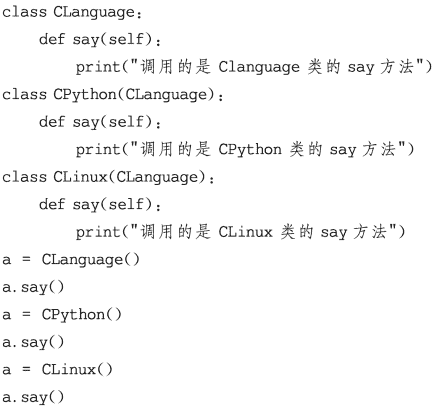 class CLanguage:
    def say(self):
        print("调用的是 Clanguage 类的 say 方法")
class CPython(CLanguage):
    def say(self):
        print("调用的是 CPython 类的 say 方法")
class CLinux(CLanguage):
    def say(self):
        print("调用的是 CLinux 类的 say 方法")
a = CLanguage()
a.say()
a = CPython()
a.say()
a = CLinux()
a.say()